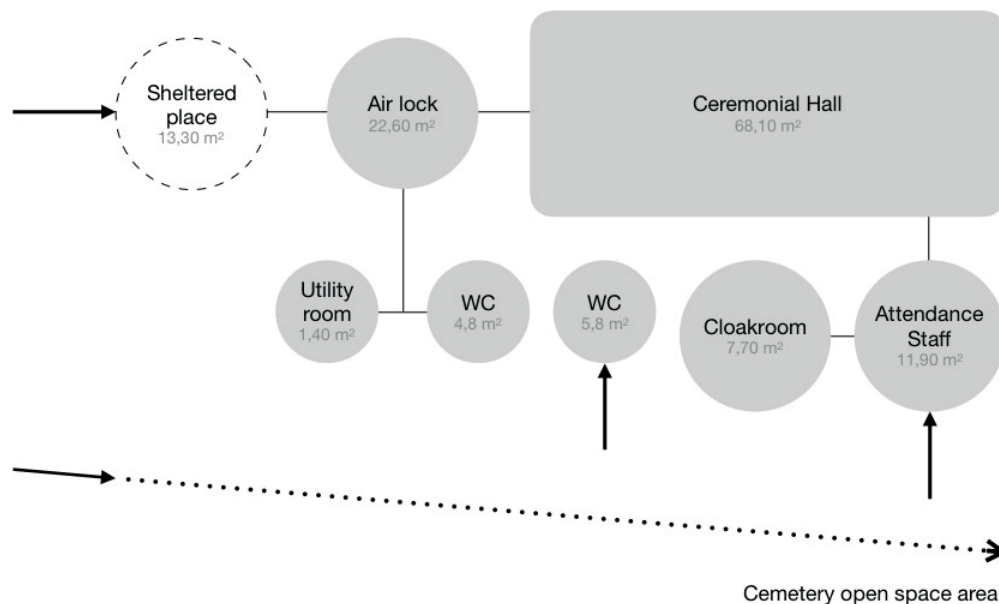 Sheltered
place
13,30 m²
Air lock
22,60 m²
Ceremonial Hall
68,10 m²
Utility
room
1,40 m²
WC
4,8 m²
WC
5,8 m²
Cloakroom
7,70 m²
Attendance
Staff
11,90 m²
Cemetery open space area